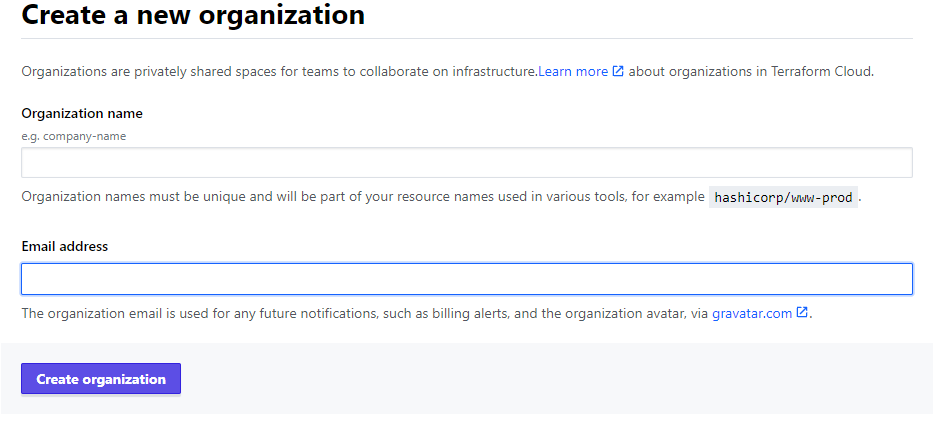 Create a new organization
Organizations are privately shared spaces for teams to collaborate on infrastructure.Learn more about organizations in Terraform Cloud.
Organization name
e.g. company-name
Organization names must be unique and will be part of your resource names used in various tools, for example hashicorp/www-prod .
Email address
The organization email is used for any future notifications, such as billing alerts, and the organization avatar, via gravatar.com .
Create organization